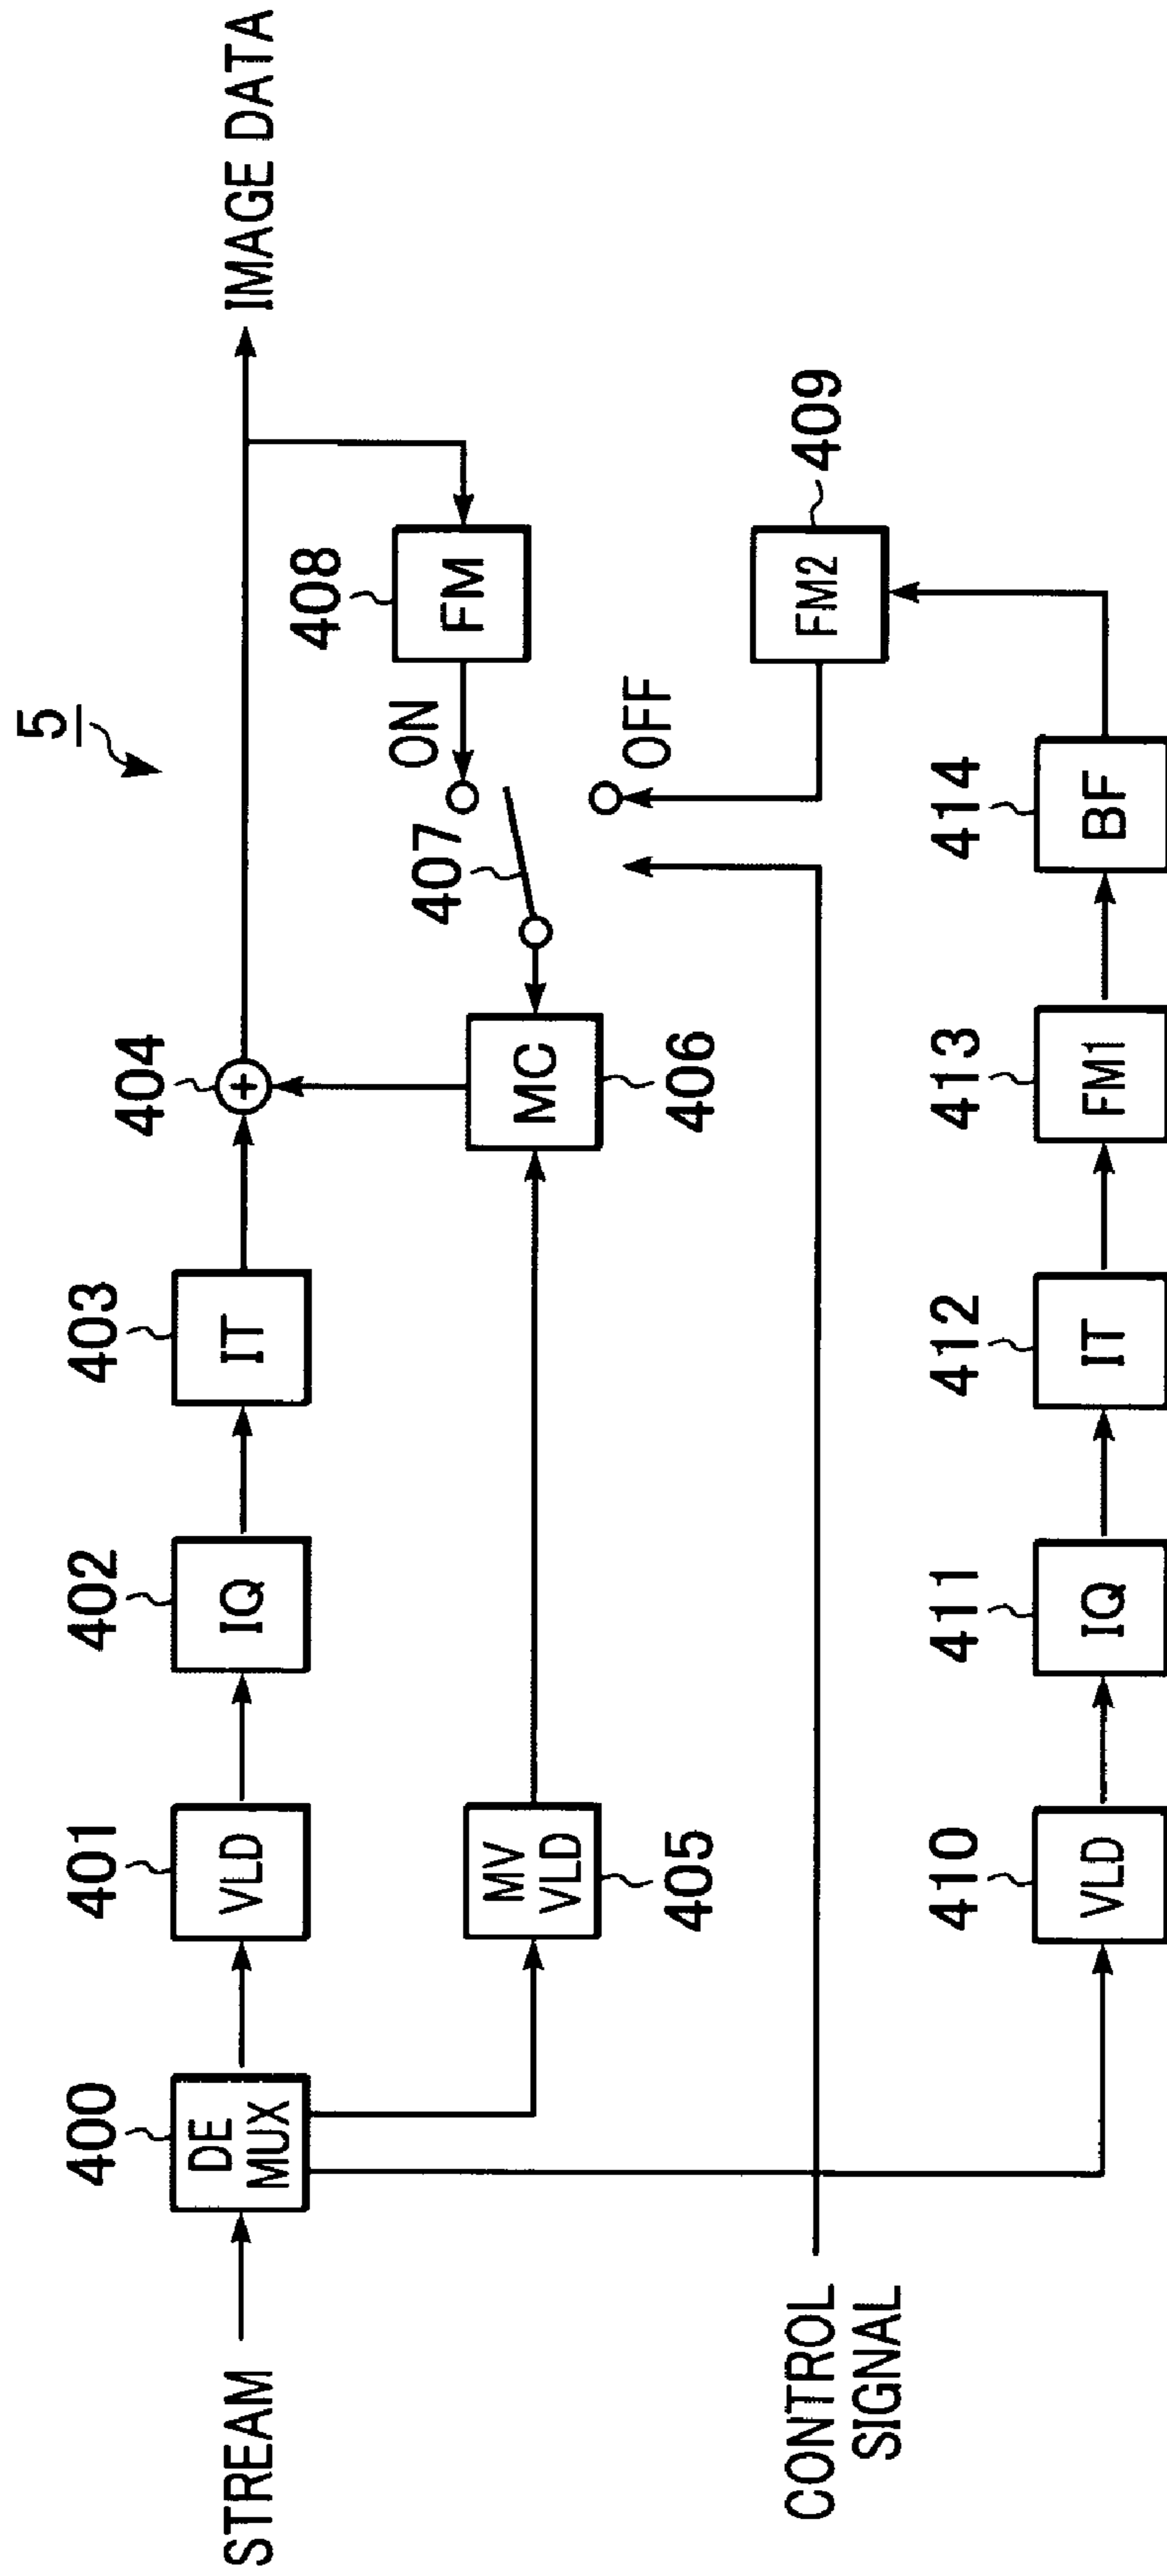 5
STREAM
400
DE
MUX
401
VLD
402
IQ
403
IT
404
+
IMAGE DATA
405
MV
VLD
406
MC
407
ON
OFF
408
FM
409
FM2
CONTROL
SIGNAL
410
VLD
411
IQ
412
IT
413
FM1
414
BF